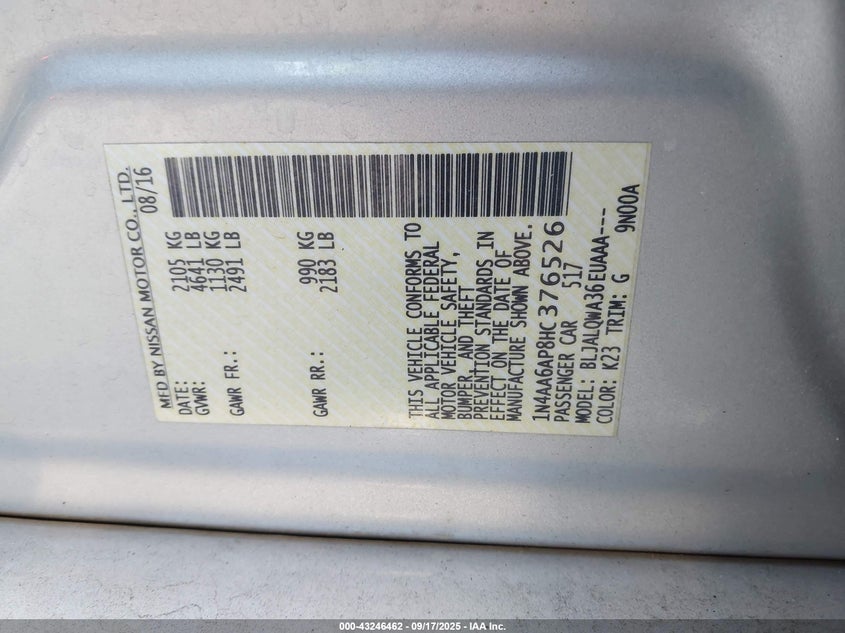 MFD BY NISSAN MOTOR CO., LTD.
DATE: 08/16
GVWR: 2105 KG
4641 LB
GAWR FR.: 1130 KG
2491 LB
GAWR RR.: 990 KG
2183 LB
THIS VEHICLE CONFORMS TO
ALL APPLICABLE FEDERAL
MOTOR VEHICLE SAFETY,
BUMPER, AND THEFT
PREVENTION STANDARDS IN
EFFECT ON THE DATE OF
MANUFACTURE SHOWN ABOVE.
1N4AA6AP8HC376526
PASSENGER CAR 517
MODEL: BLJALQWA36EUAAA---
COLOR: K23 TRIM: G 9N00A
000-43246462 - 09/17/2025 - IAA Inc.